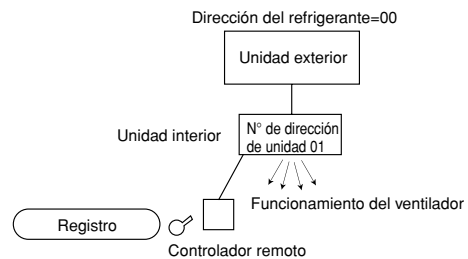 Dirección del refrigerante=00
Unidad exterior
Unidad interior
N° de dirección
de unidad 01
Funcionamiento del ventilador
Registro
Controlador remoto